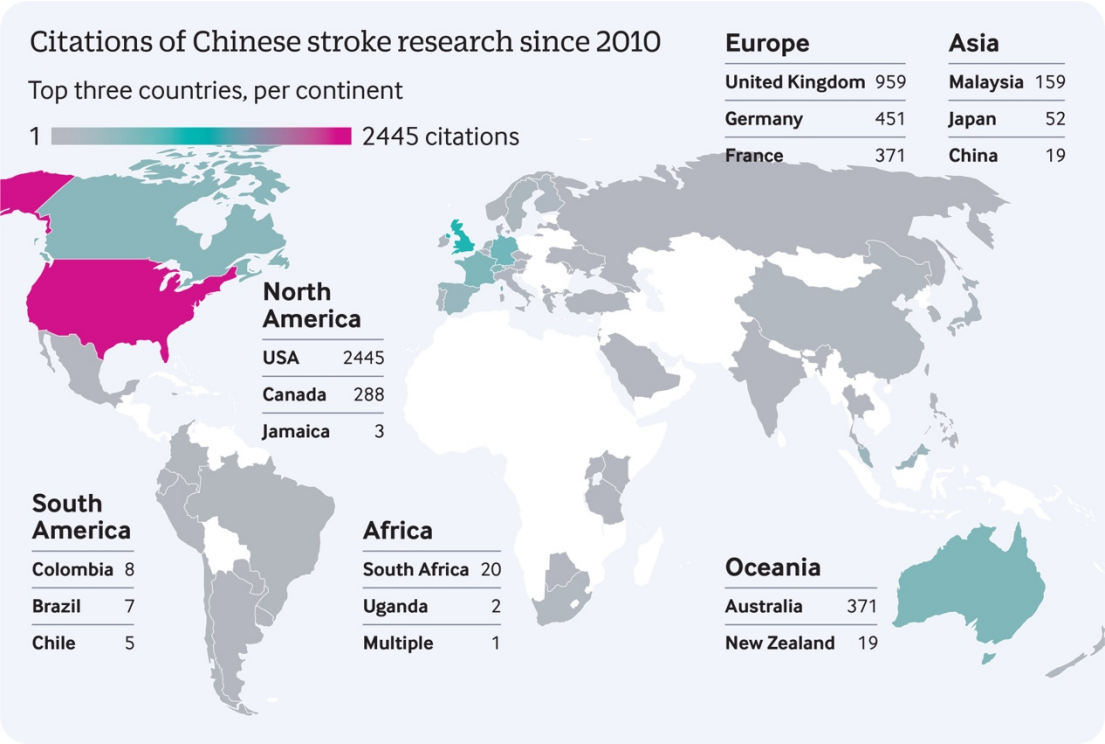 Citations of Chinese stroke research since 2010
Top three countries, per continent
1 2445 citations
Europe
United Kingdom 959
Germany 451
France 371
Asia
Malaysia 159
Japan 52
China 19
North
America
USA 2445
Canada 288
Jamaica 3
South
America
Colombia 8
Brazil 7
Chile 5
Africa
South Africa 20
Uganda 2
Multiple 1
Oceania
Australia 371
New Zealand 19